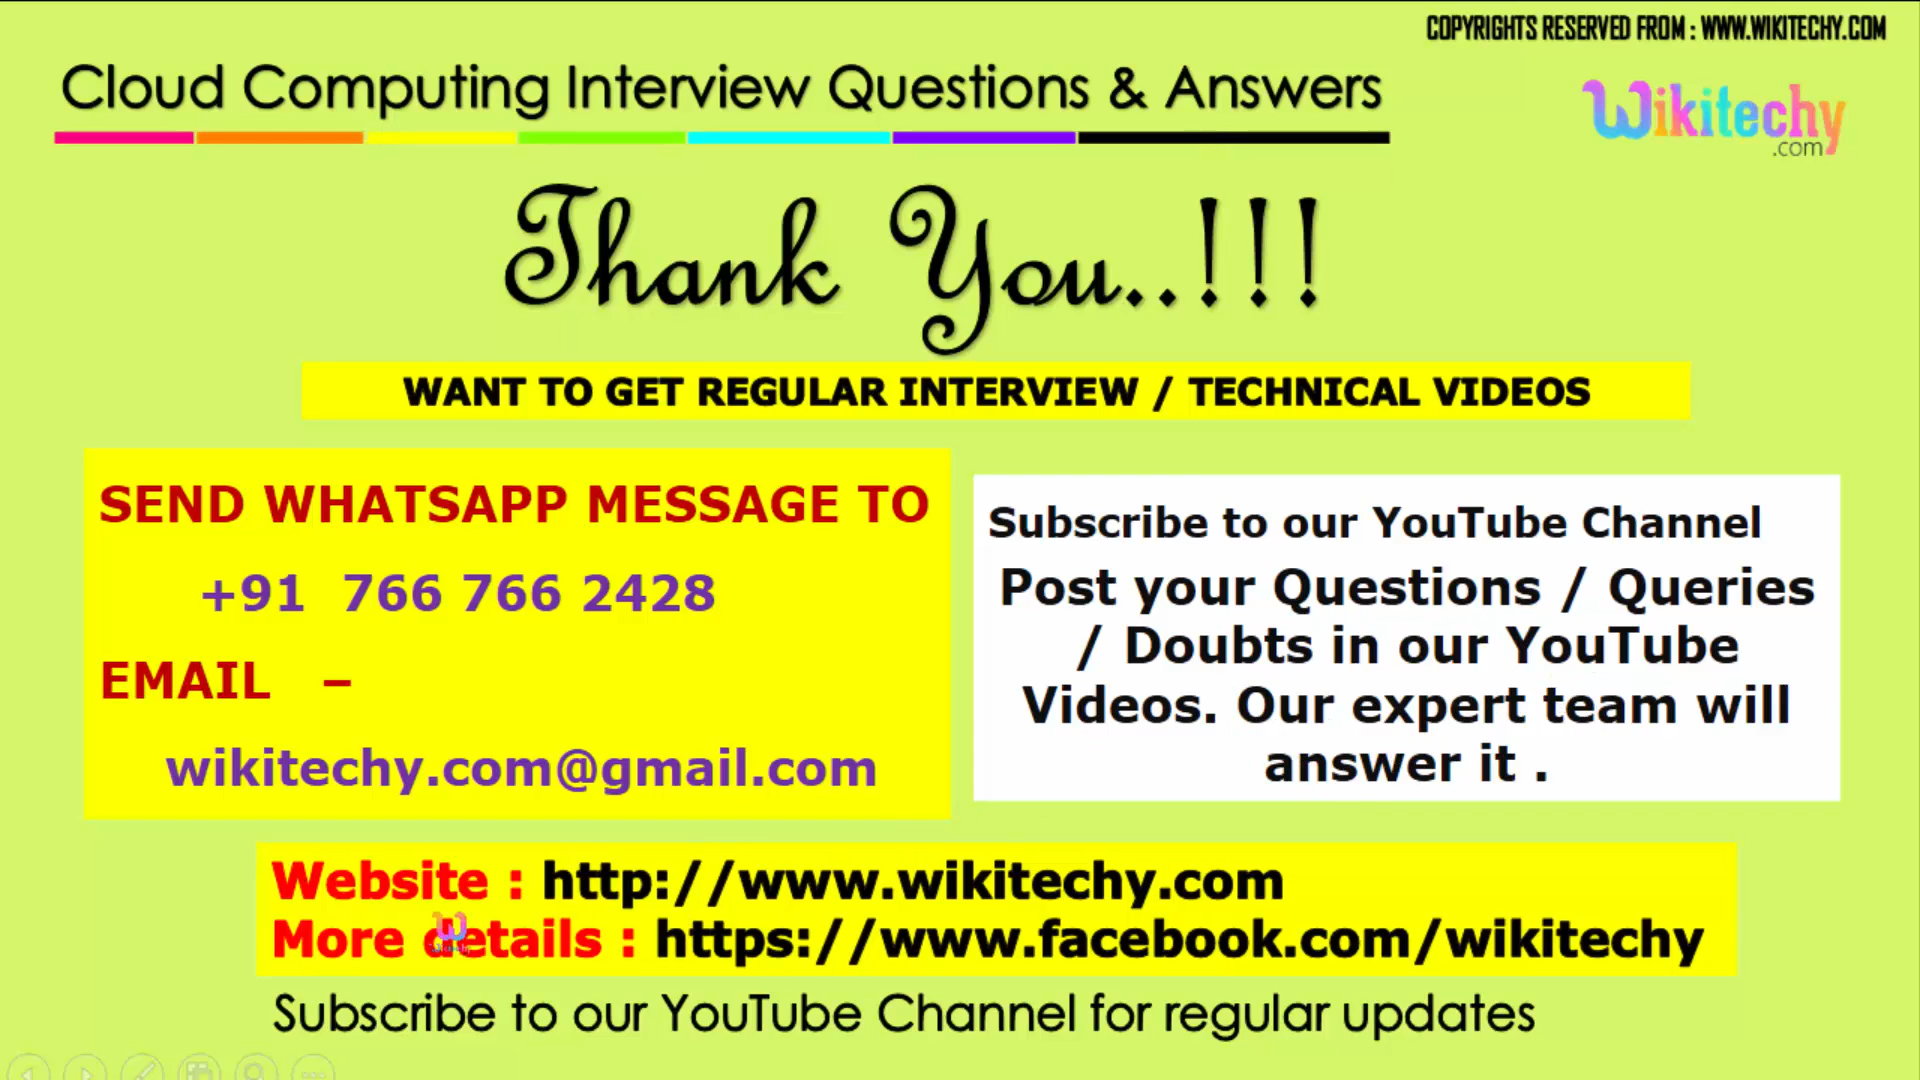 COPYRIGHTS RESERVED FROM : WWW.WIKITECHY.COM
Cloud Computing Interview Questions & Answers
Wikitechy
.com
Thank You..!!!
WANT TO GET REGULAR INTERVIEW / TECHNICAL VIDEOS
SEND WHATSAPP MESSAGE TO
+91 766 766 2428
EMAIL –
wikitechy.com@gmail.com
Subscribe to our YouTube Channel
Post your Questions / Queries
/ Doubts in our YouTube
Videos. Our expert team will
answer it .
Website : http://www.wikitechy.com
More details : https://www.facebook.com/wikitechy
Subscribe to our YouTube Channel for regular updates